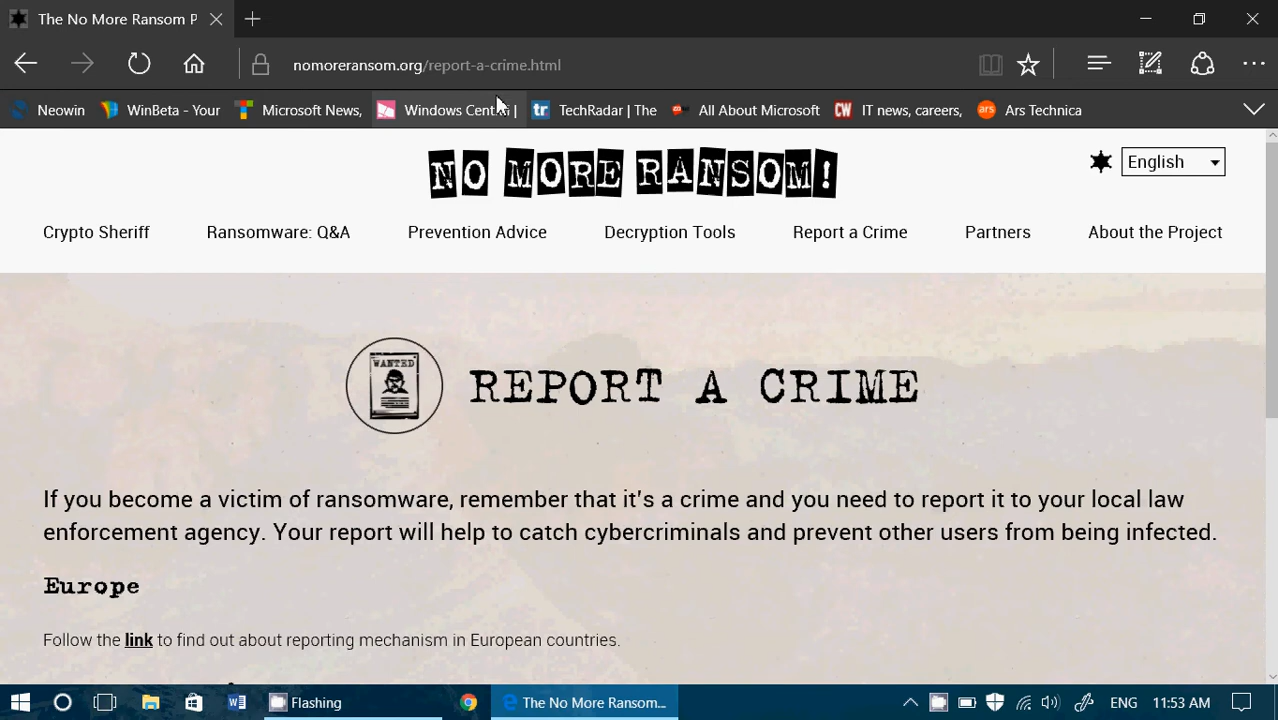 The No More Ransom P
nomoreransom.org/report-a-crime.html
Neowin WinBeta - Your Microsoft News, Windows Central | TechRadar | The All About Microsoft IT news, careers, Ars Technica
NO MORE RANSOM!
English
Crypto Sheriff Ransomware: Q&A Prevention Advice Decryption Tools Report a Crime Partners About the Project
WANTED
REPORT A CRIME
If you become a victim of ransomware, remember that it's a crime and you need to report it to your local law
enforcement agency. Your report will help to catch cybercriminals and prevent other users from being infected.
Europe
Follow the link to find out about reporting mechanism in European countries.
Flashing The No More Ransom... ENG 11:53 AM